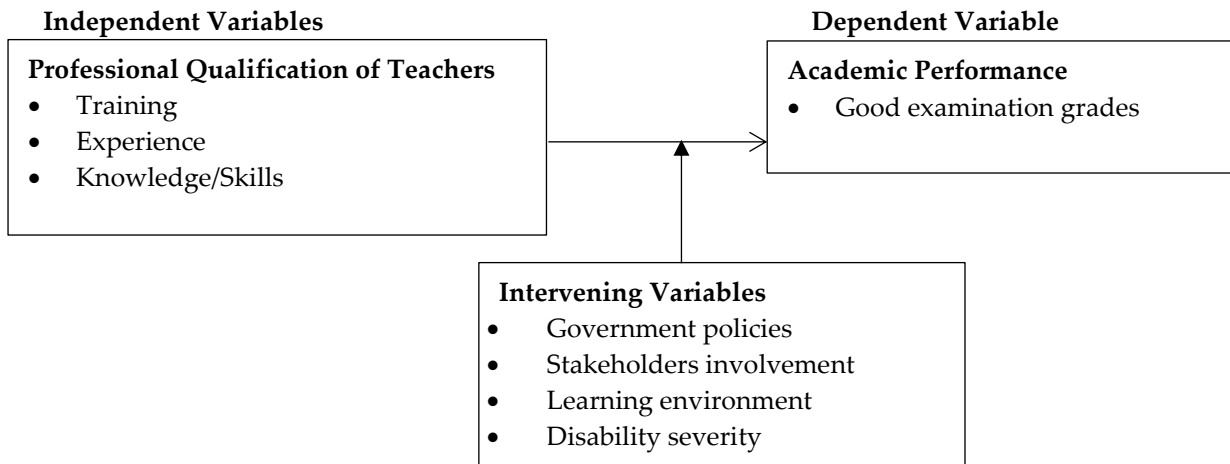 Independent Variables
Professional Qualification of Teachers
• Training
• Experience
• Knowledge/Skills
Dependent Variable
Academic Performance
• Good examination grades
Intervening Variables
• Government policies
• Stakeholders involvement
• Learning environment
• Disability severity